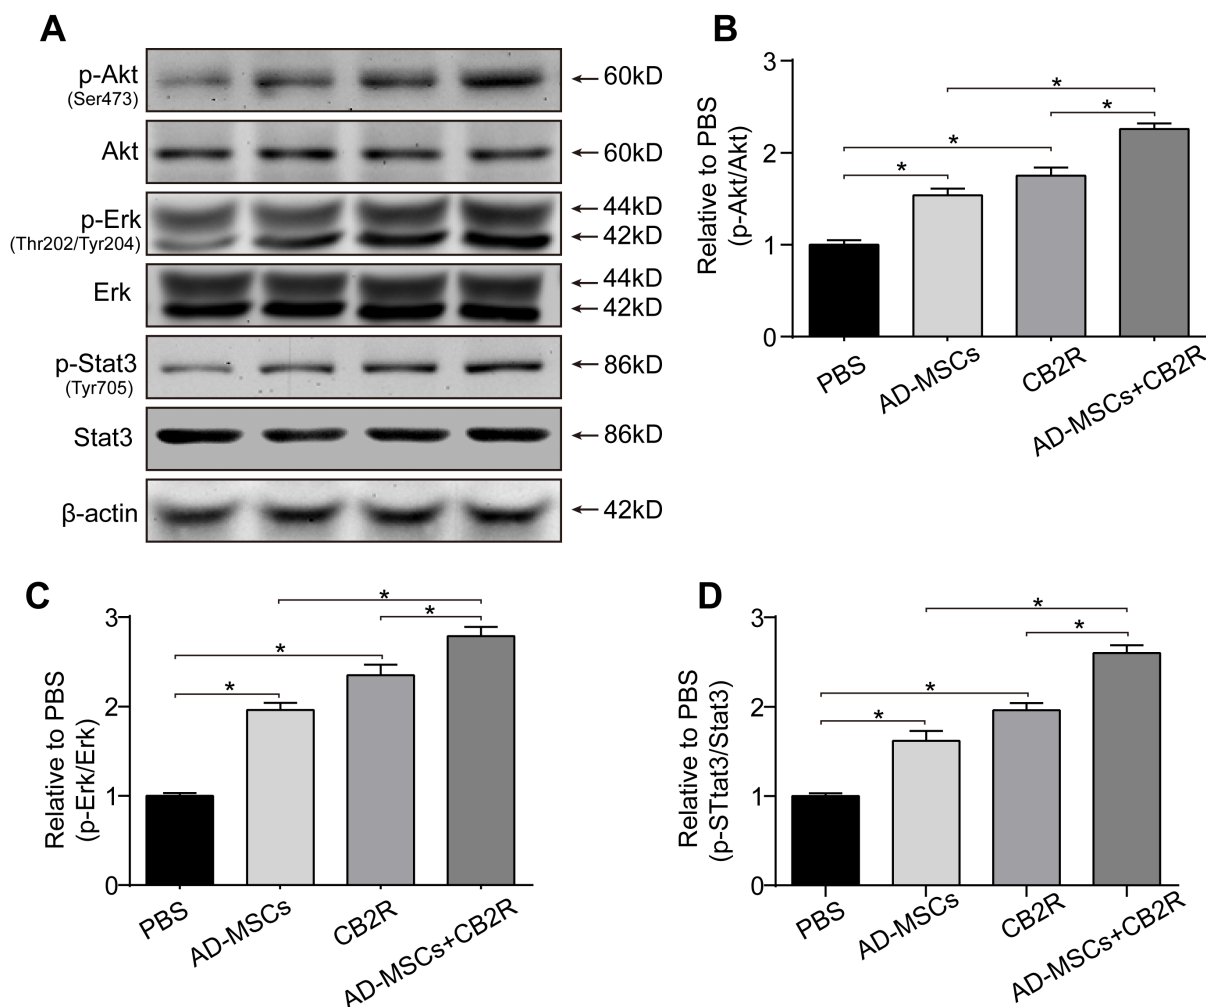 A
p-Akt
(Ser473)
60kD
Akt
60kD
p-Erk
(Thr202/Tyr204)
44kD
42kD
Erk
44kD
42kD
p-Stat3
(Tyr705)
86kD
Stat3
86kD
β-actin
42kD
B
Relative to PBS
(p-Akt/Akt)
3
2
1
0
*
*
*
*
PBS
AD-MSCs
CB2R
AD-MSCs+CB2R
C
Relative to PBS
(p-Erk/Erk)
3
2
1
0
*
*
*
*
PBS
AD-MSCs
CB2R
AD-MSCs+CB2R
D
Relative to PBS
(p-STtat3/Stat3)
3
2
1
0
*
*
*
*
PBS
AD-MSCs
CB2R
AD-MSCs+CB2R